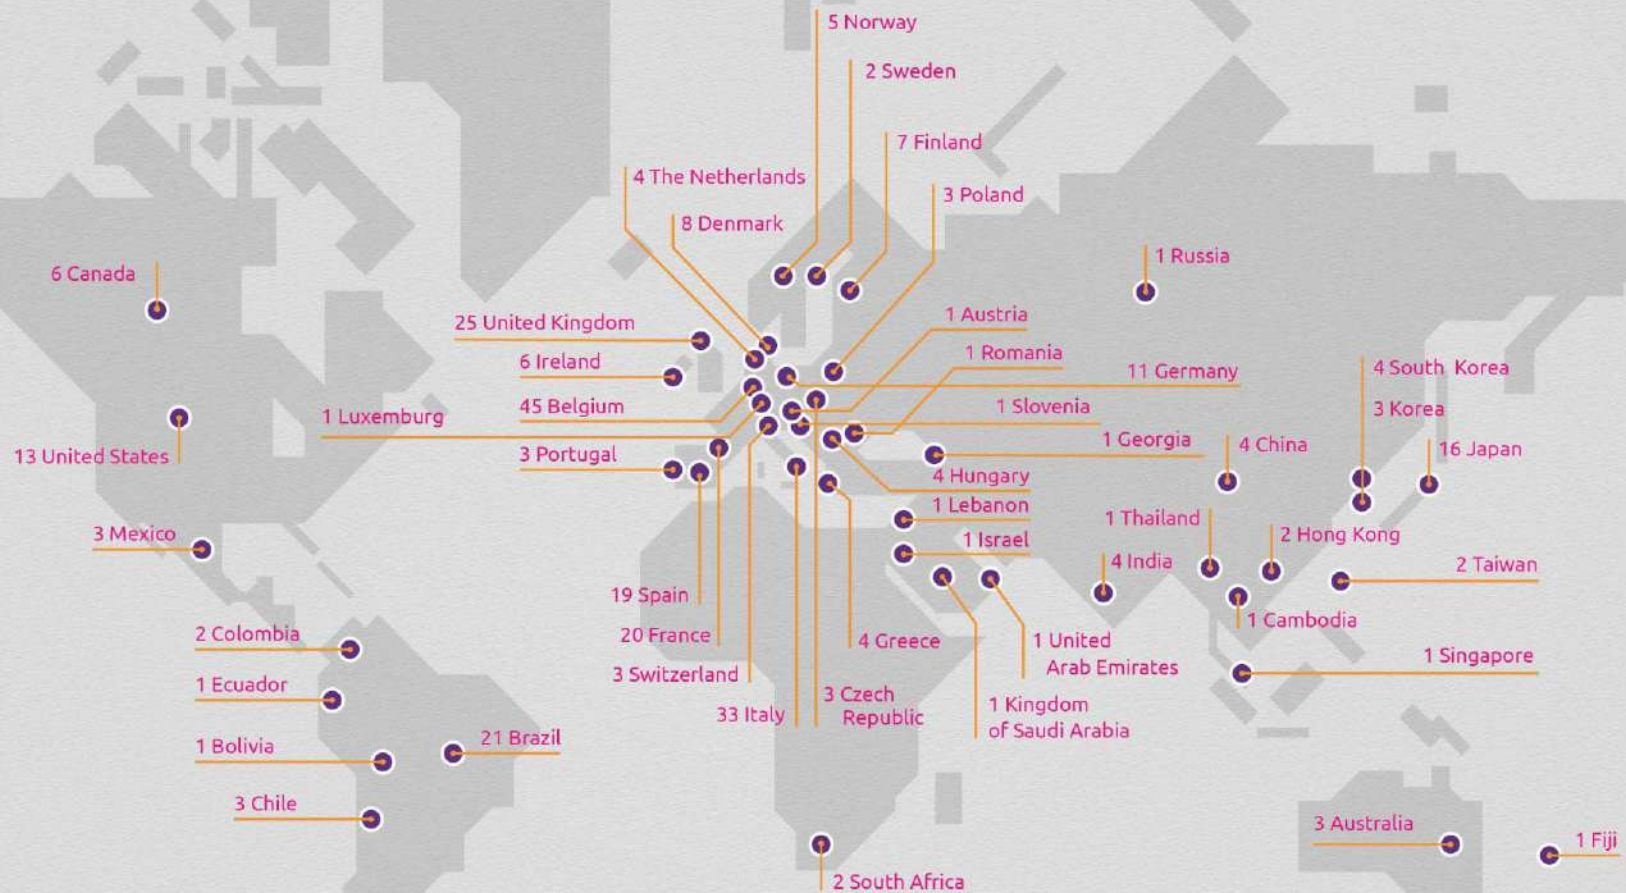 5 Norway
2 Sweden
7 Finland
4 The Netherlands
3 Poland
8 Denmark
1 Russia
6 Canada
1 Austria
25 United Kingdom
1 Romania
6 Ireland
11 Germany
4 South Korea
45 Belgium
1 Slovenia
3 Korea
1 Luxemburg
1 Georgia
4 China
16 Japan
13 United States
3 Portugal
4 Hungary
1 Lebanon
1 Thailand
3 Mexico
1 Israel
2 Hong Kong
4 India
2 Taiwan
19 Spain
1 Cambodia
2 Colombia
20 France
4 Greece
1 United
Arab Emirates
1 Singapore
3 Switzerland
1 Ecuador
3 Czech
Republic
33 Italy
1 Kingdom
of Saudi Arabia
1 Bolivia
21 Brazil
3 Chile
3 Australia
1 Fiji
2 South Africa